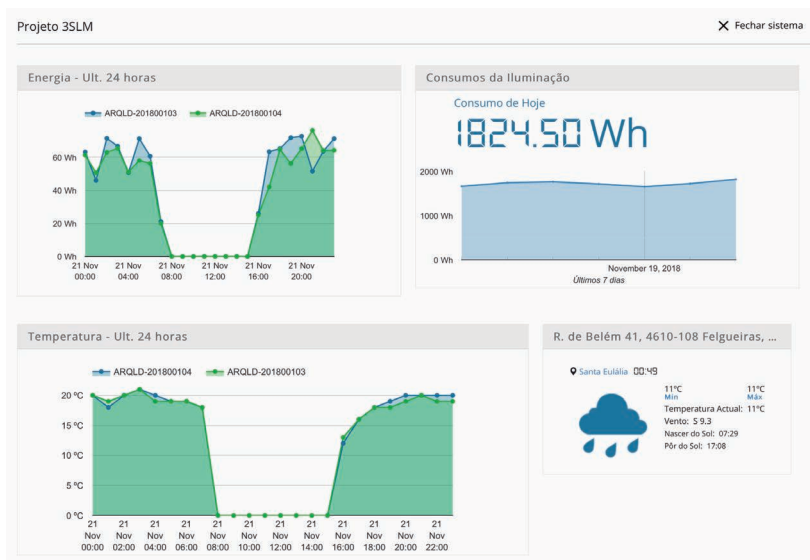 Projeto 3SLM
Fechar sistema
Energia - Ult. 24 horas
ARQLD-201800103
ARQLD-201800104
60 Wh
40 Wh
20 Wh
0 Wh
21 Nov 21 Nov 21 Nov 21 Nov 21 Nov 21 Nov
00:00 04:00 08:00 12:00 16:00 20:00
Consumos da Iluminação
Consumo de Hoje
1824.50 Wh
2000 Wh
1000 Wh
0 Wh
November 19, 2018
Últimos 7 dias
Temperatura - Ult. 24 horas
ARQLD-201800104
ARQLD-201800103
20 ºC
15 ºC
10 ºC
5 ºC
0 ºC
21 21 21 21 21 21 21 21 21 21 21 21
Nov Nov Nov Nov Nov Nov Nov Nov Nov Nov Nov Nov
00:00 02:00 04:00 06:00 08:00 10:00 12:00 14:00 16:00 18:00 20:00 22:00
R. de Belém 41, 4610-108 Felgueiras, ...
Santa Eulália 00:49
11°C 11°C
Min Máx
Temperatura Actual: 11°C
Vento: S 9.3
Nascer do Sol: 07:29
Pôr do Sol: 17:08